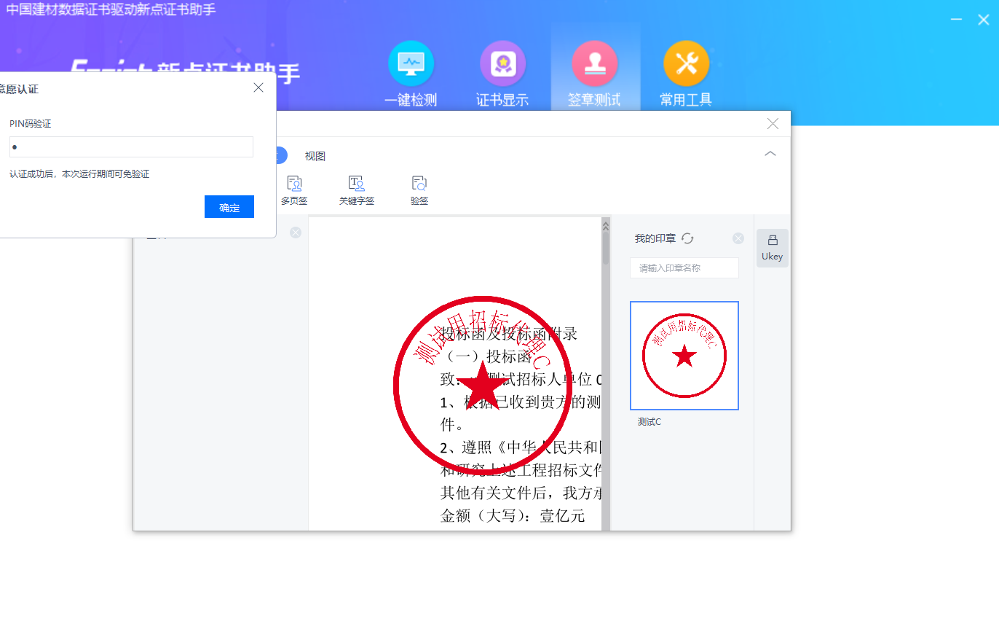 中国建材数据证书驱动新点证书助手
新点证书助手
一键检测
证书显示
签章测试
常用工具
意愿认证
PIN码验证
●
认证成功后，本次运行期间可免验证
确定
视图
多页签
关键字签
验签
我的印章
请输入印章名称
Ukey
测试用招标代理C
测试C
测试用招标代理C
投标函及投标函附录
（一）投标函
致：测试招标人单位
1、根据已收到贵方的测
件。
2、遵照《中华人民共和国
和研究上述工程招标文件
其他有关文件后，我方承
金额（大写）：壹亿元